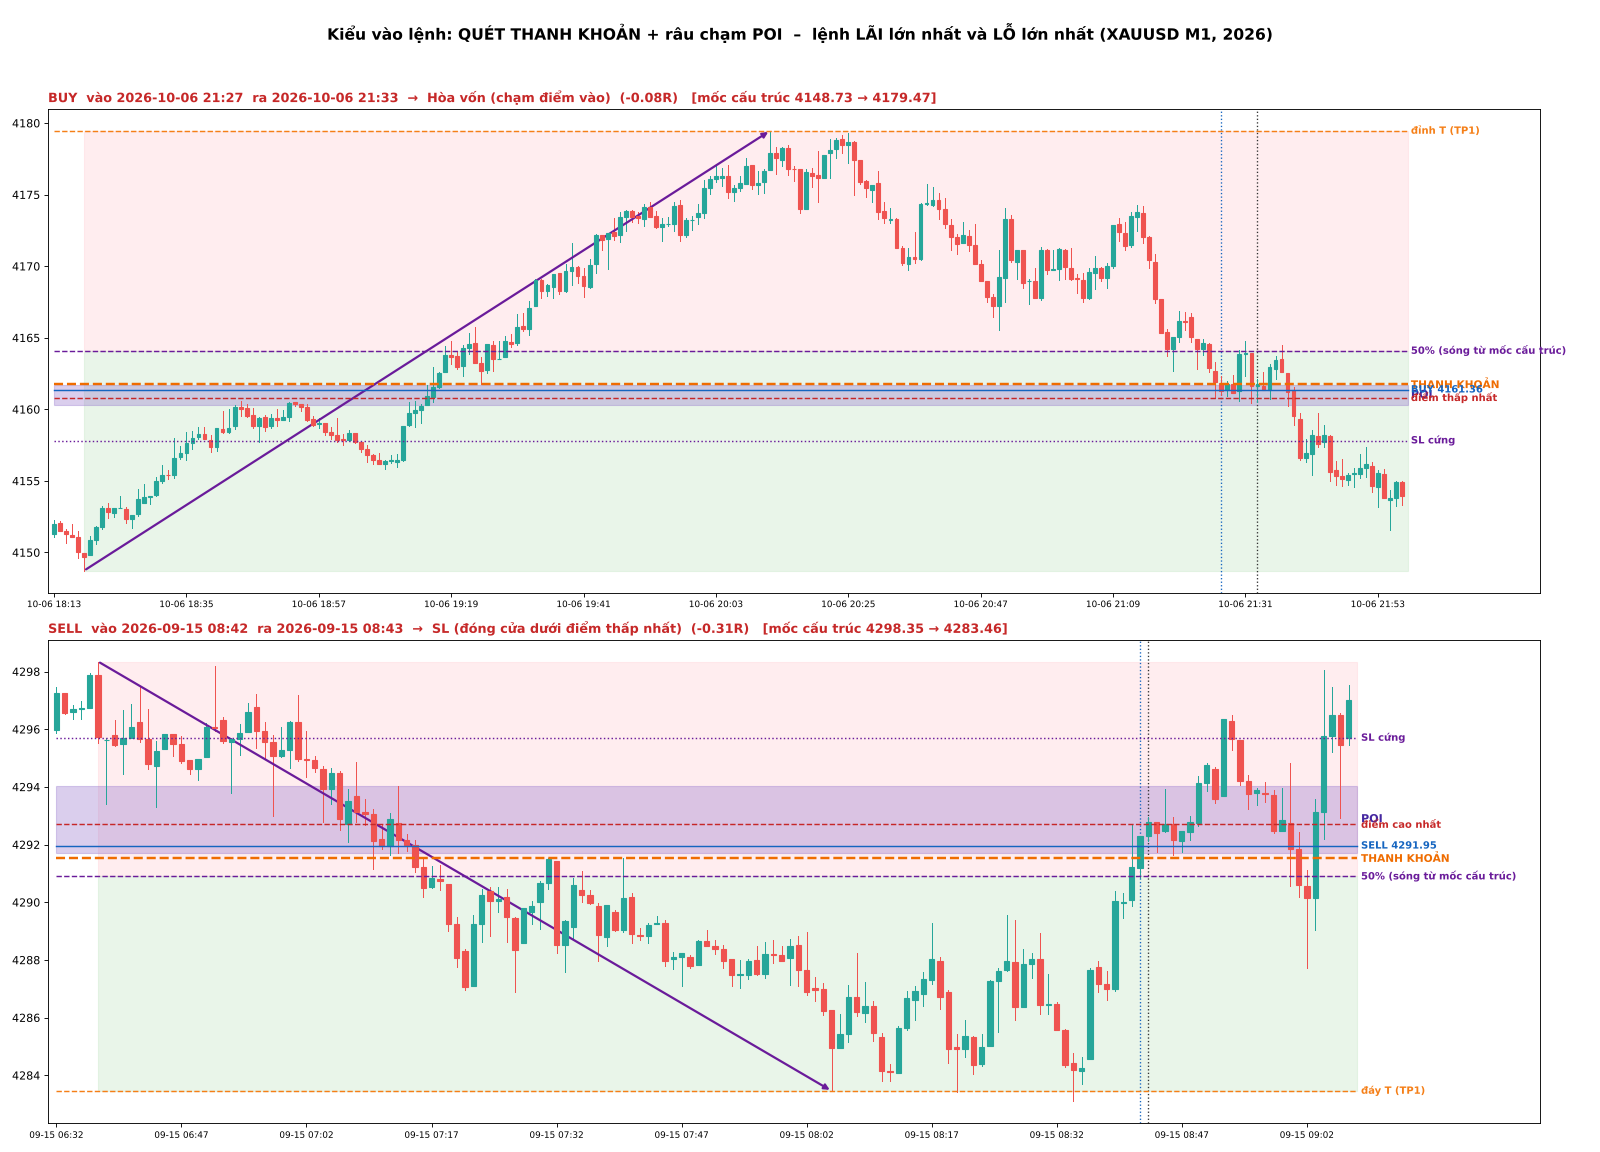 Kiểu vào lệnh: QUÉT THANH KHOẢN + râu chạm POI – lệnh LÃI lớn nhất và LỖ lớn nhất (XAUUSD M1, 2026)
BUY vào 2026-10-06 21:27 ra 2026-10-06 21:33 → Hòa vốn (chạm điểm vào) (-0.08R) [mốc cấu trúc 4148.73 → 4179.47]
4180
đỉnh T (TP1)
4175
4170
4165
50% (sóng từ mốc cấu trúc)
THANH KHOẢN
BUY 4161.36
POI
điểm thấp nhất
4160
SL cứng
4155
4150
10-06 18:13 10-06 18:35 10-06 18:57 10-06 19:19 10-06 19:41 10-06 20:03 10-06 20:25 10-06 20:47 10-06 21:09 10-06 21:31 10-06 21:53
SELL vào 2026-09-15 08:42 ra 2026-09-15 08:43 → SL (đóng cửa dưới điểm thấp nhất) (-0.31R) [mốc cấu trúc 4298.35 → 4283.46]
4298
4296
SL cứng
4294
POI
điểm cao nhất
4292
SELL 4291.95
THANH KHOẢN
50% (sóng từ mốc cấu trúc)
4290
4288
4286
4284
đáy T (TP1)
09-15 06:32 09-15 06:47 09-15 07:02 09-15 07:17 09-15 07:32 09-15 07:47 09-15 08:02 09-15 08:17 09-15 08:32 09-15 08:47 09-15 09:02